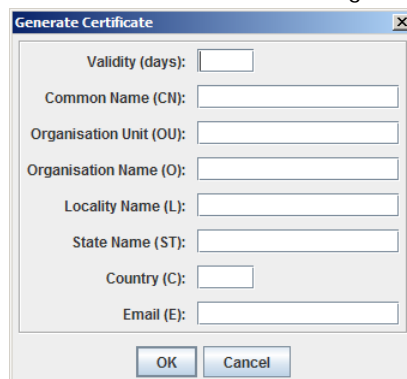 Generate Certificate
Validity (days):
Common Name (CN):
Organisation Unit (OU):
Organisation Name (O):
Locality Name (L):
State Name (ST):
Country (C):
Email (E):
OK Cancel